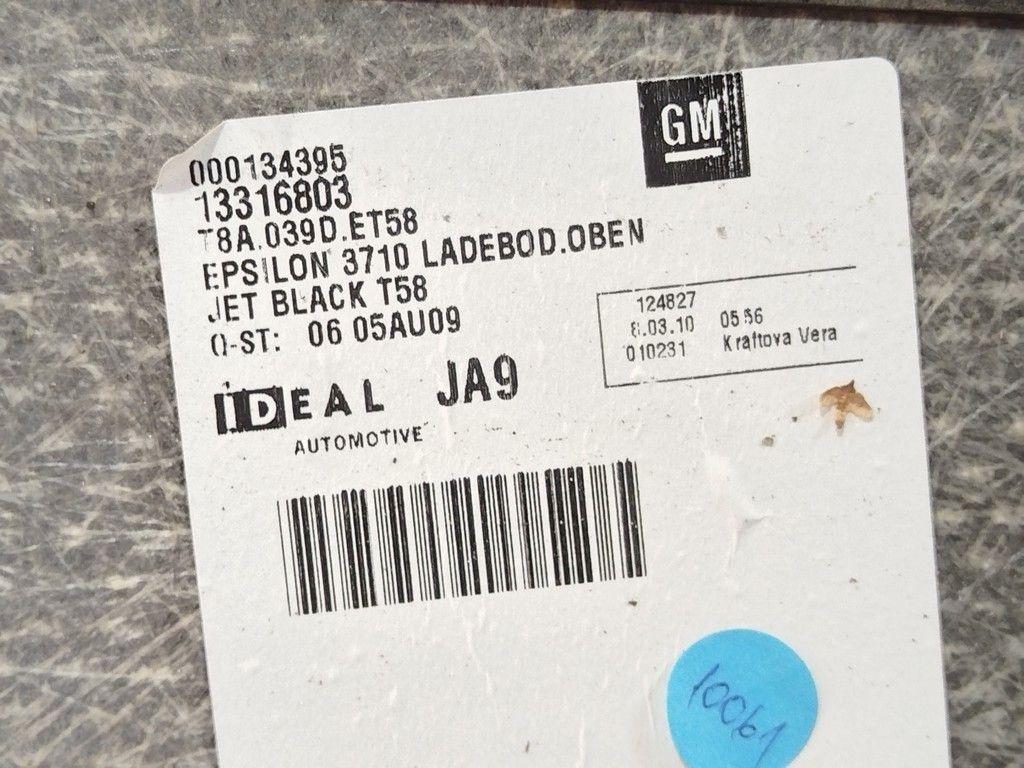 GM
000134395
13316803
T8A.039D.ET58
EPSILON 3710 LADEBOD.OBEN
JET BLACK T58
Q-ST: 06 05AU09
124827
8.03.10 05:56
010231 Kraftova Vera
IDEAL JA9
AUTOMOTIVE
10061